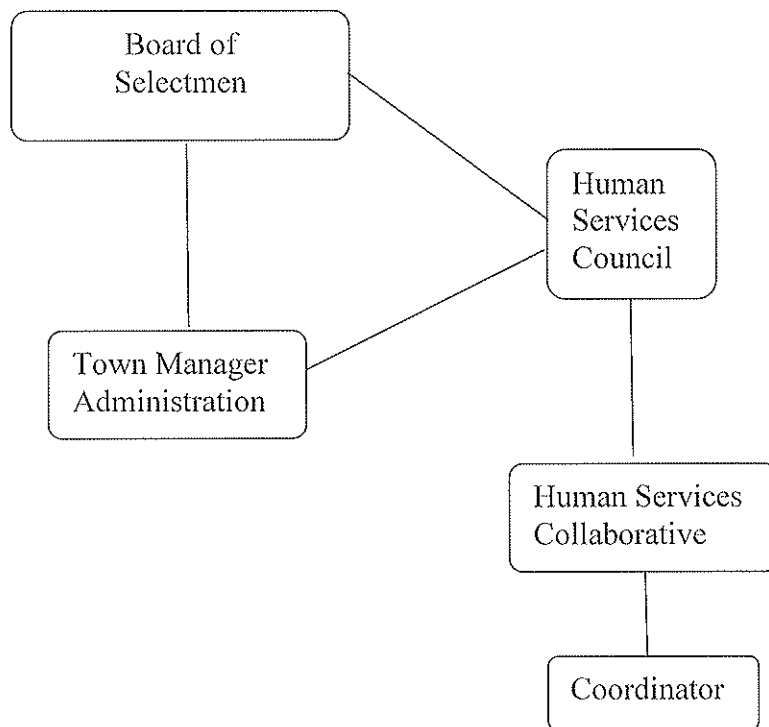 Board of
Selectmen
Human
Services
Council
Town Manager
Administration
Human Services
Collaborative
Coordinator